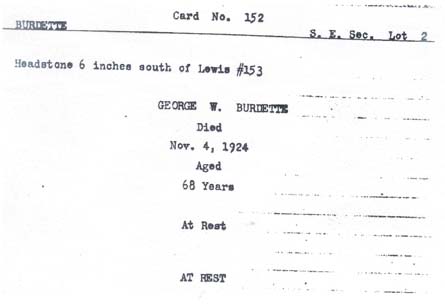 Card No. 152
BURDETTE
S. E. Sec. Lot 2
Headstone 6 inches south of Lewis #153
GEORGE W. BURDETTE
Died
Nov. 4, 1924
Aged
68 Years
At Rest
AT REST